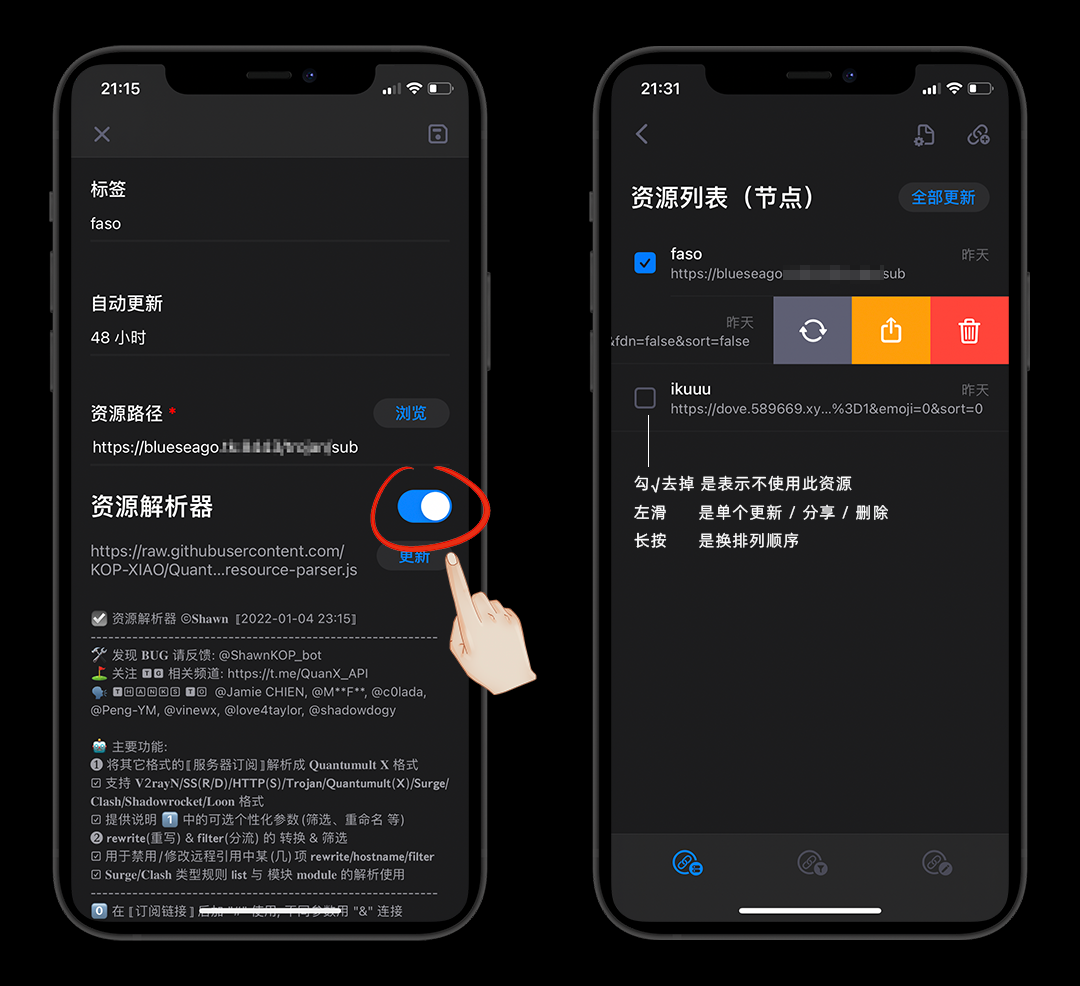 21:15
标签
faso
自动更新
48 小时
资源路径 *
浏览
https://blueseago sub
资源解析器
https://raw.githubusercontent.com/
KOP-XIAO/Quant...resource-parser.js
更新
资源解析器 ©𝐒𝐡𝐚𝐰𝐧 ⟦2022-01-04 23:15⟧
----------------------------------------------------------
🛠 发现 𝐁𝐔𝐆 请反馈: @ShawnKOP_bot
⛳️ 关注 🆃🅶 相关频道: https://t.me/QuanX_API
🗣 🆃🄷🄰🄽🄺🅂 🆃🄾 @Jamie CHIEN, @M**F**, @c0lada,
@Peng-YM, @vinewx, @love4taylor, @shadowdogy
🤖 主要功能:
❶ 将其它格式的⟦服务器订阅⟧解析成 𝐐𝐮𝐚𝐧𝐭𝐮𝐦𝐮𝐥𝐭 𝐗 格式
☑ 支持 𝐕𝟐𝐫𝐚𝐲𝐍/SS(R/D)/HTTP(S)/Trojan/Quantumult(X)/Surge/
Clash/Shadowrocket/Loon 格式
☑ 提供说明 1️⃣ 中的可选个性化参数 (筛选、重命名 等)
❷ rewrite(重写) & filter(分流) 的 转换 & 筛选
☑ 用于禁用/修改远程引用中某(几)项 rewrite/hostname/filter
☑ Surge/Clash 类型规则 list 与 模块 module 的解析使用
----------------------------------------------------------
0️⃣ 在⟦订阅链接⟧后加 "#" 使用, 不同参数用 "&" 连接
21:31
资源列表（节点）
全部更新
faso
昨天
https://blueseago sub
昨天
&fdn=false&sort=false
ikuuu
昨天
https://dove.589669.xy...%3D1&emoji=0&sort=0
勾√去掉 是表示不使用此资源
左滑 是单个更新 / 分享 / 删除
长按 是换排列顺序